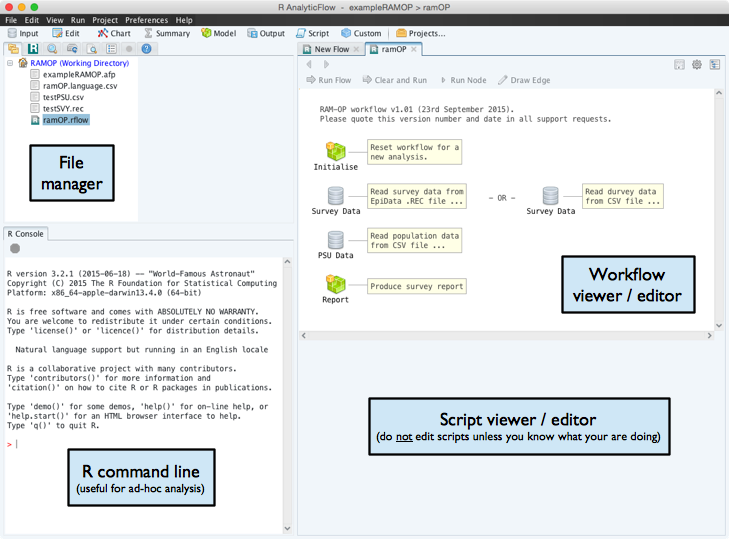 R AnalyticFlow - exampleRAMOP > ramOP
File Edit View Run Project Preferences Help
Input Edit Chart Summary Model Output Script Custom Projects...
RAMOP (Working Directory)
exampleRAMOP.afp
ramOP.language.csv
testPSU.csv
testSVY.rec
ramOP.rflow
File
manager
New Flow ramOP
Run Flow Clear and Run Run Node Draw Edge
RAM-OP workflow v1.01 (23rd September 2015).
Please quote this version number and date in all support requests.
Initialise
Reset workflow for a
new analysis.
Survey Data
Read survey data from
EpiData .REC file ...
- OR -
Survey Data
Read durvey data
from CSV file ...
PSU Data
Read population data
from CSV file ...
Report
Produce survey report
Workflow
viewer / editor
R Console
R version 3.2.1 (2015-06-18) -- "World-Famous Astronaut"
Copyright (C) 2015 The R Foundation for Statistical Computing
Platform: x86_64-apple-darwin13.4.0 (64-bit)
R is free software and comes with ABSOLUTELY NO WARRANTY.
You are welcome to redistribute it under certain conditions.
Type 'license()' or 'licence()' for distribution details.
Natural language support but running in an English locale
R is a collaborative project with many contributors.
Type 'contributors()' for more information and
'citation()' on how to cite R or R packages in publications.
Type 'demo()' for some demos, 'help()' for on-line help, or
'help.start()' for an HTML browser interface to help.
Type 'q()' to quit R.
>
R command line
(useful for ad-hoc analysis)
Script viewer / editor
(do not edit scripts unless you know what your are doing)